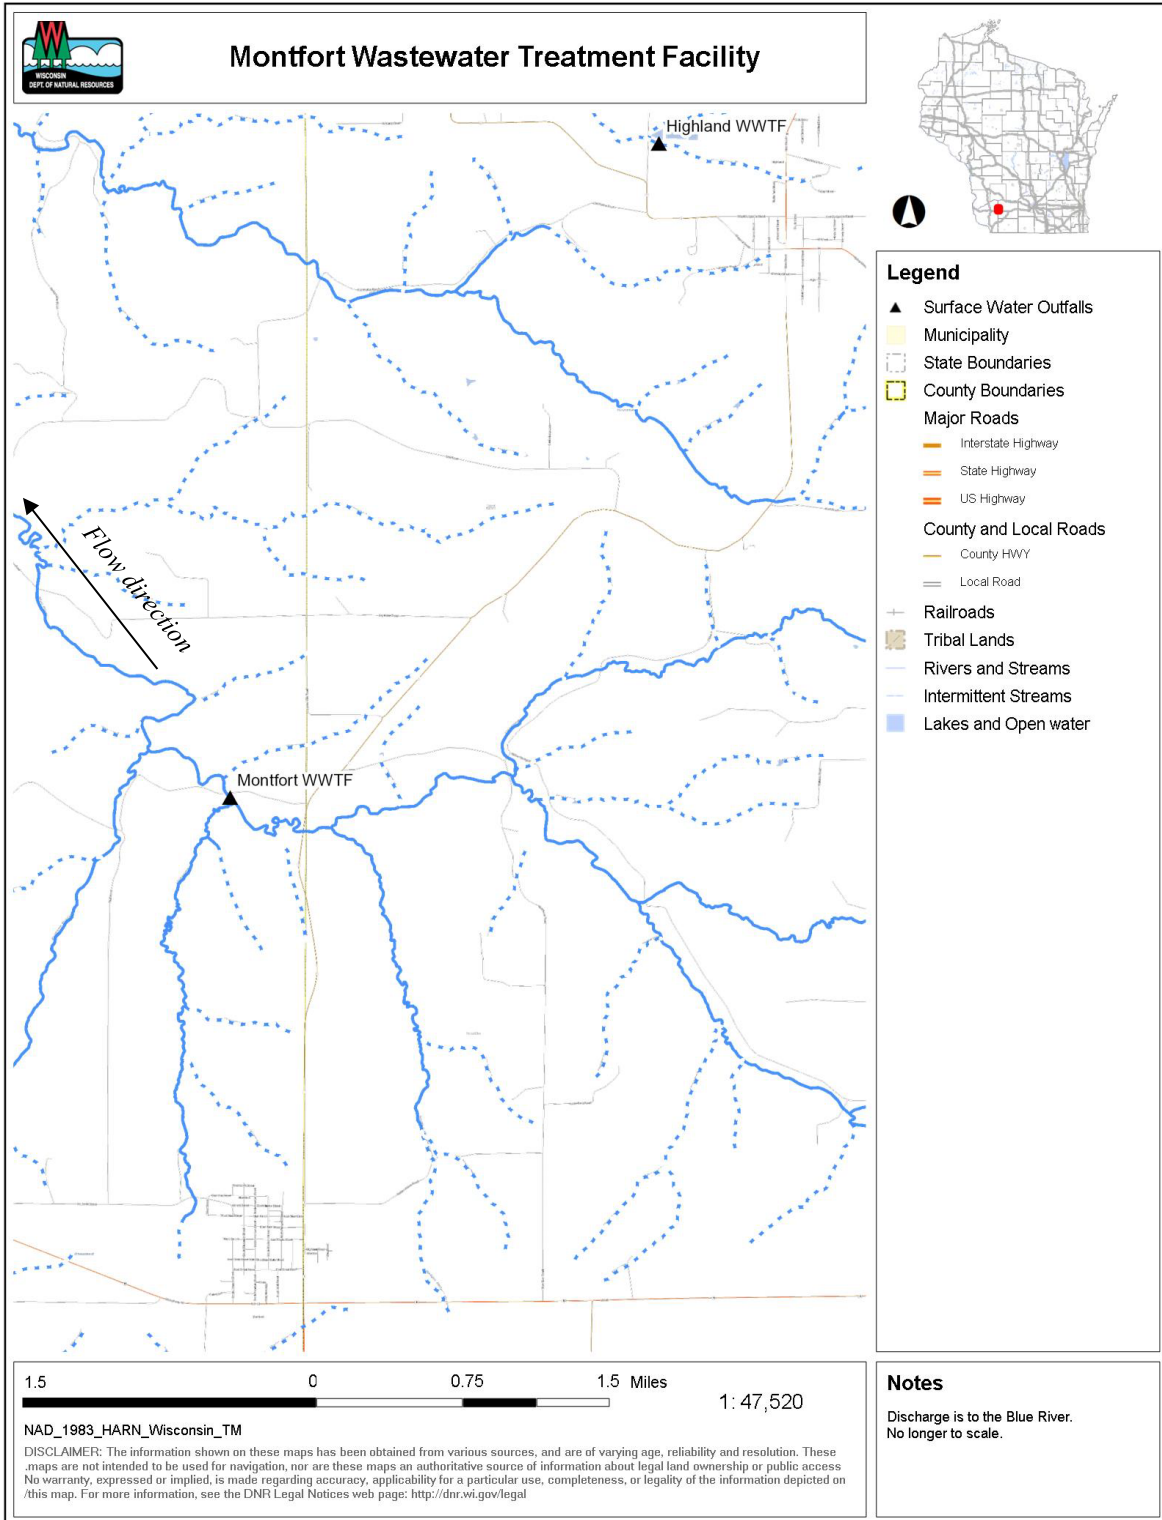 WISCONSIN
DEPT. OF NATURAL RESOURCES
Montfort Wastewater Treatment Facility
Highland WWTF
Flow direction
Montfort WWTF
Legend
Surface Water Outfalls
Municipality
State Boundaries
County Boundaries
Major Roads
Interstate Highway
State Highway
US Highway
County and Local Roads
County HWY
Local Road
Railroads
Tribal Lands
Rivers and Streams
Intermittent Streams
Lakes and Open water
1.5 0 0.75 1.5 Miles
1: 47,520
NAD_1983_HARN_Wisconsin_TM
DISCLAIMER: The information shown on these maps has been obtained from various sources, and are of varying age, reliability and resolution. These
.maps are not intended to be used for navigation, nor are these maps an authoritative source of information about legal land ownership or public access
No warranty, expressed or implied, is made regarding accuracy, applicability for a particular use, completeness, or legality of the information depicted on
/this map. For more information, see the DNR Legal Notices web page: http://dnr.wi.gov/legal
Notes
Discharge is to the Blue River.
No longer to scale.